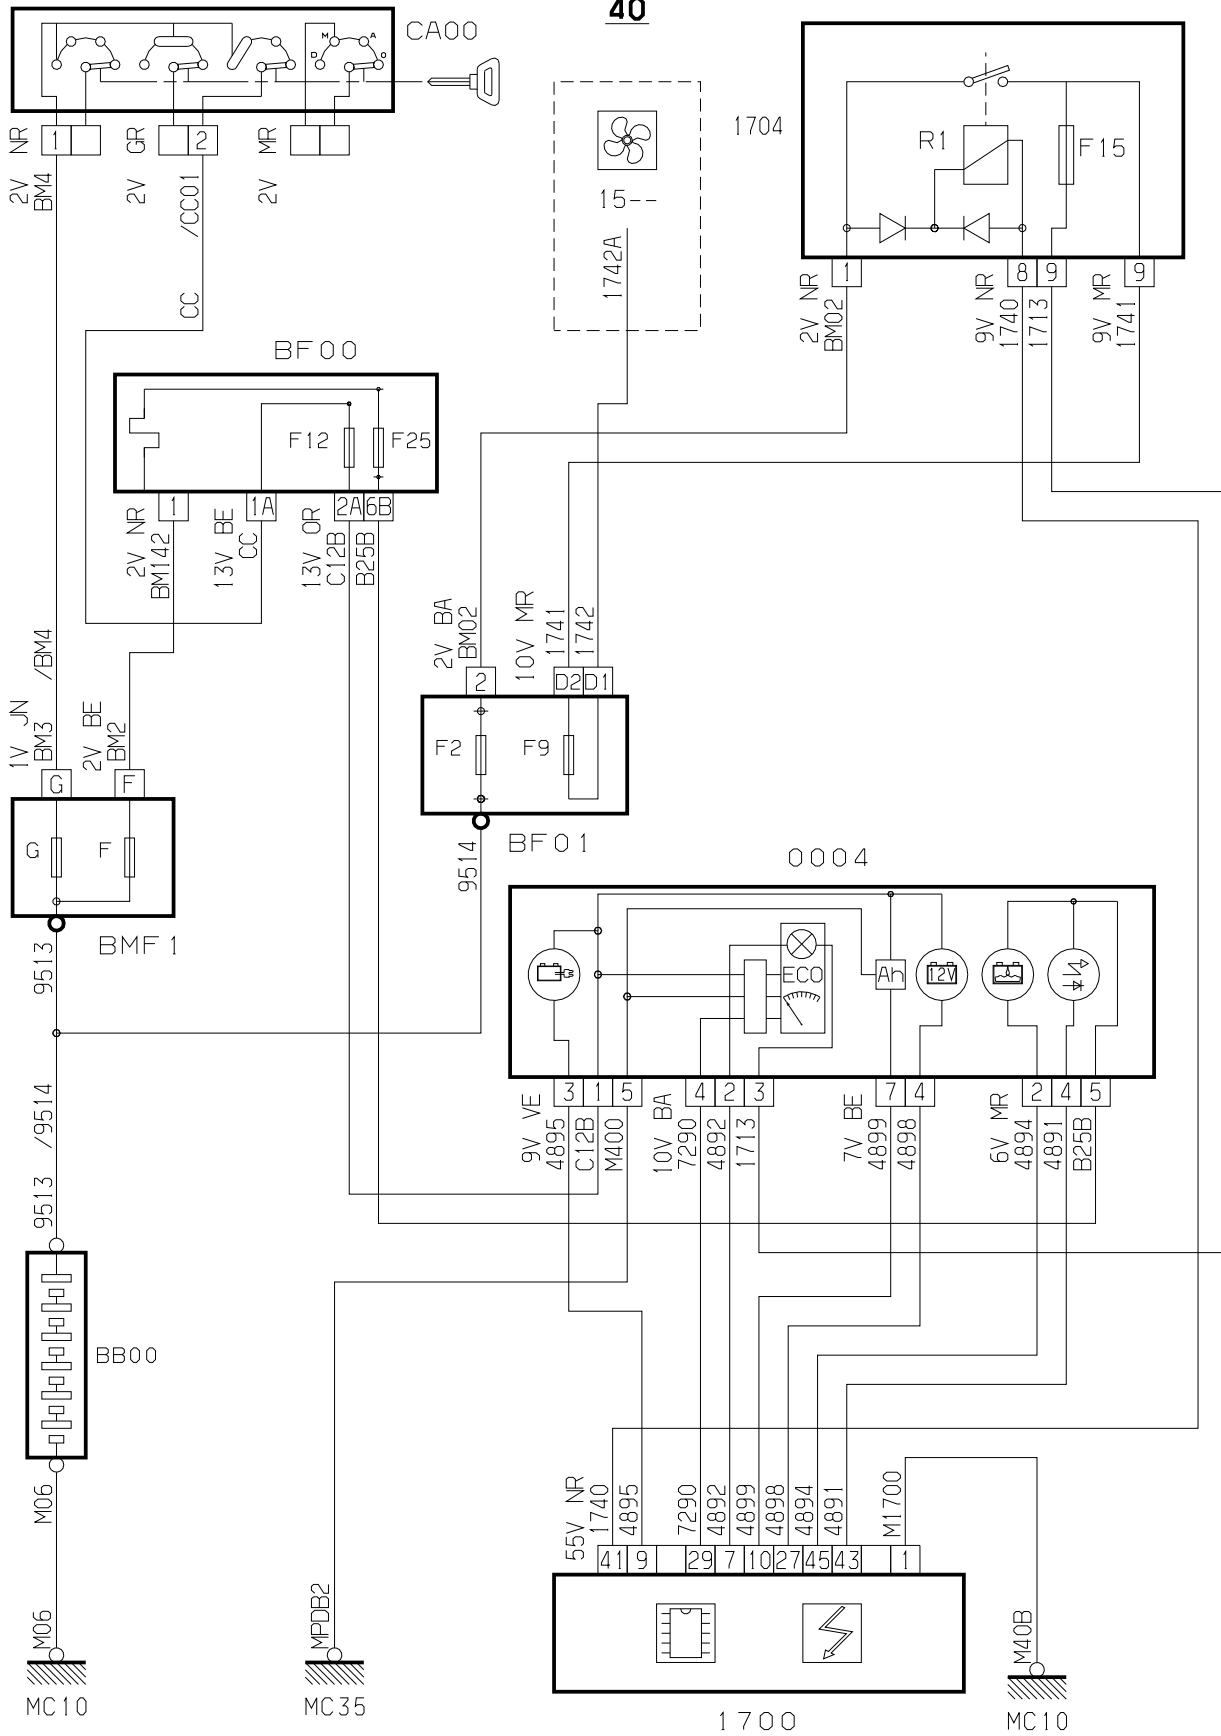 40
CA00
M
A
D
O
1
2
2V NR
BM4
2V GR
/CC01
2V MR
CC
15--
1742A
1704
R1
F15
1
8
9
9
2V NR
BM02
9V NR
1740
1713
9V MR
1741
BF00
F12
F25
1
1A
2A
6B
2V NR
BM142
13V BE
CC
13V OR
C12B
B25B
/BM4
1V JN
BM3
2V BE
BM2
G
F
G
F
BMF1
9513
2V BA
BM02
10V MR
1741
1742
2
D2
D1
F2
F9
BF01
9514
0004
ECO
Ah
12V
3
1
5
4
2
3
7
4
2
4
5
9V VE
4895
C12B
M400
10V BA
7290
4892
1713
7V BE
4899
4898
6V MR
4894
4891
B25B
9513 /9514
BB00
M06
M06
MC10
MPDB2
MC35
55V NR
1740
4895
7290
4892
4899
4898
4894
4891
M1700
41
9
29
7
10
27
45
43
1
1700
M40B
MC10